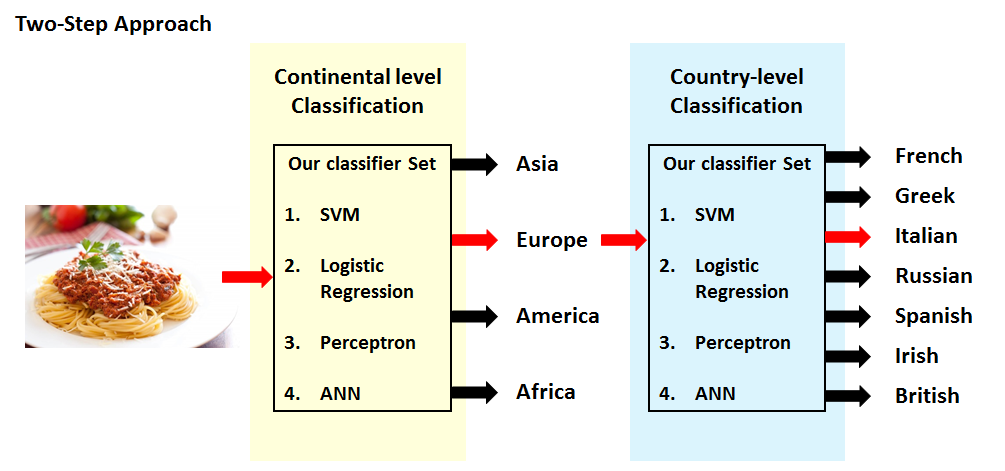 Two-Step Approach
Continental level
Classification
Our classifier Set
1. SVM
2. Logistic
Regression
3. Perceptron
4. ANN
Asia
Europe
America
Africa
Country-level
Classification
Our classifier Set
1. SVM
2. Logistic
Regression
3. Perceptron
4. ANN
French
Greek
Italian
Russian
Spanish
Irish
British